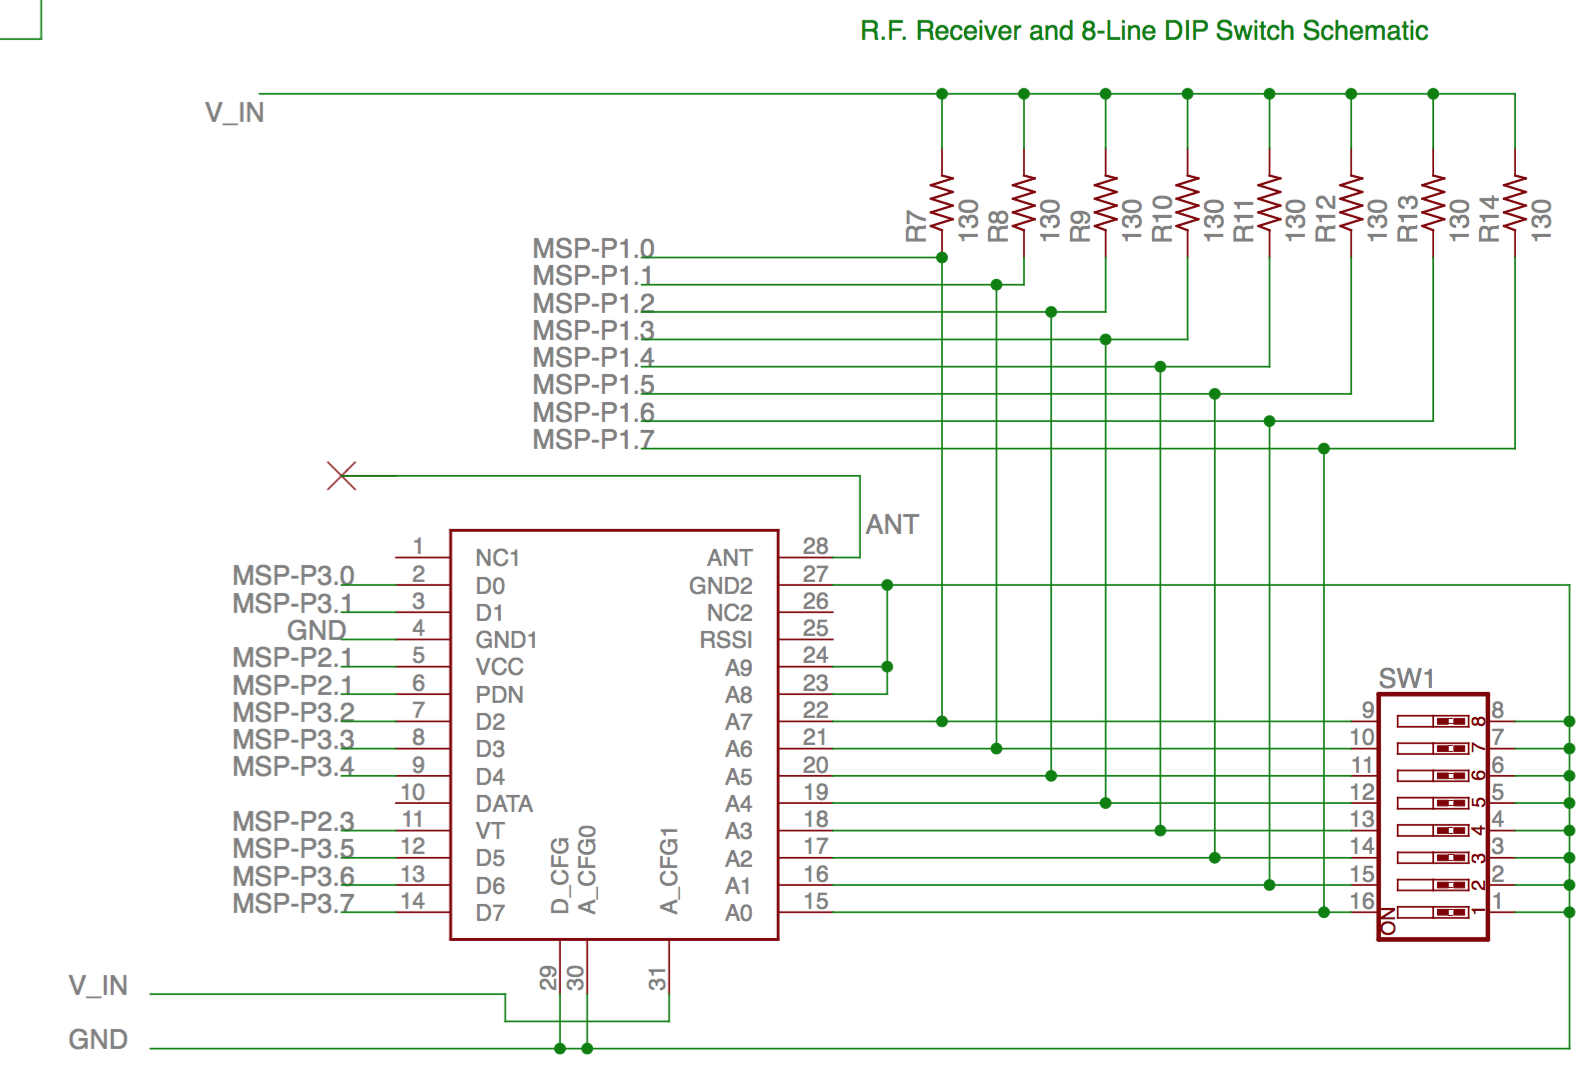 R.F. Receiver and 8-Line DIP Switch Schematic
V_IN
R7 130 R8 130 R9 130 R10 130 R11 130 R12 130 R13 130 R14 130
MSP-P1.0
MSP-P1.1
MSP-P1.2
MSP-P1.3
MSP-P1.4
MSP-P1.5
MSP-P1.6
MSP-P1.7
ANT
1 NC1 ANT 28
MSP-P3.0 2 D0 GND2 27
MSP-P3.1 3 D1 NC2 26
GND 4 GND1 RSSI 25
MSP-P2.1 5 VCC A9 24
MSP-P2.1 6 PDN A8 23
SW1
MSP-P3.2 7 D2 A7 22 9 8 8
MSP-P3.3 8 D3 A6 21 10 7 7
MSP-P3.4 9 D4 A5 20 11 6 6
10 DATA A4 19 12 5 5
MSP-P2.3 11 VT A3 18 13 4 4
MSP-P3.5 12 D5 A2 17 14 3 3
MSP-P3.6 13 D6 A1 16 15 2 2
MSP-P3.7 14 D7 A0 15 16 1 1
D_CFG A_CFG0 A_CFG1
ON
29 30 31
V_IN
GND